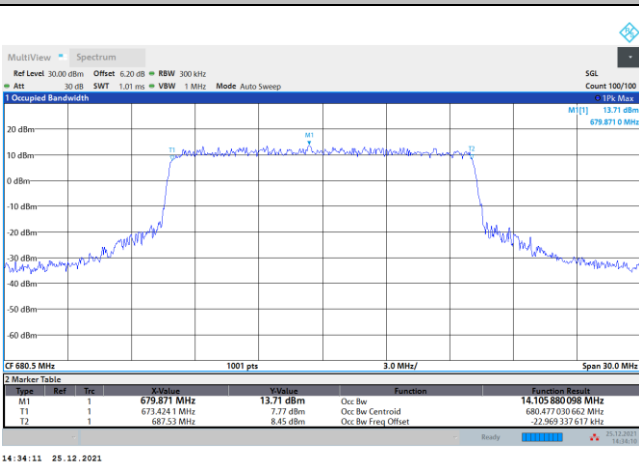 MultiView Spectrum
Ref Level 30.00 dBm Offset 6.20 dB RBW 300 kHz SGL
Att 30 dB SWT 1.01 ms VBW 1 MHz Mode Auto Sweep Count 100/100
1 Occupied Bandwidth 1Pk Max
M1[1] 13.71 dBm
679.871 0 MHz
20 dBm
M1
T1 T2
10 dBm
0 dBm
-10 dBm
-20 dBm
-30 dBm
-40 dBm
-50 dBm
-60 dBm
CF 680.5 MHz 1001 pts 3.0 MHz/ Span 30.0 MHz
2 Marker Table
Type Ref Trc X-Value Y-Value Function Function Result
M1 1 679.871 MHz 13.71 dBm Occ Bw 14.105 880 098 MHz
T1 1 673.424 1 MHz 7.77 dBm Occ Bw Centroid 680.477 030 662 MHz
T2 1 687.53 MHz 8.45 dBm Occ Bw Freq Offset -22.969 337 617 kHz
Ready 25.12.2021
14:34:10
14:34:11 25.12.2021